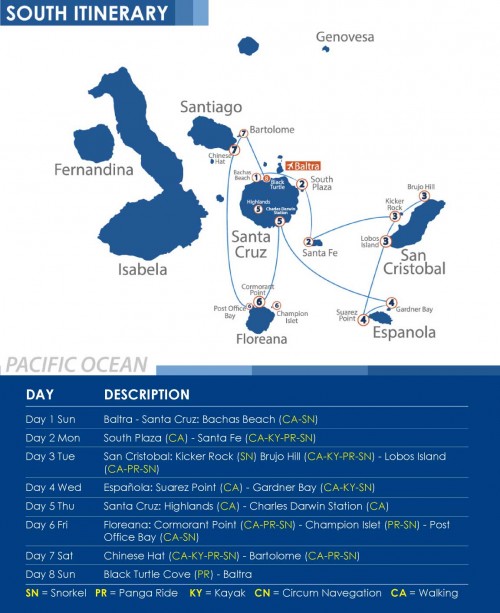 SOUTH ITINERARY
Genovesa
Santiago
7 Bartolome
7
Chinese Hat
Fernandina
Baltra
Bachas Beach 1
8 Black Turtle
2 South Plaza
Brujo Hill 3
Kicker Rock
3
Highlands
5
Charles Darwin Station
5
Santa Cruz
2
Santa Fe
Lobos Island
3
San Cristobal
Isabela
Cormorant Point
6
Post Office Bay
6
6
Champion Islet
Floreana
Suarez Point
4
4 Gardner Bay
Espanola
PACIFIC OCEAN
DAY DESCRIPTION
Day 1 Sun Baltra - Santa Cruz: Bachas Beach (CA-SN)
Day 2 Mon South Plaza (CA) - Santa Fe (CA-KY-PR-SN)
Day 3 Tue San Cristobal: Kicker Rock (SN) Brujo Hill (CA-KY-PR-SN) - Lobos Island
(CA-PR-SN)
Day 4 Wed Española: Suarez Point (CA) - Gardner Bay (CA-KY-SN)
Day 5 Thu Santa Cruz: Highlands (CA) - Charles Darwin Station (CA)
Day 6 Fri Floreana: Cormorant Point (CA-PR-SN) - Champion Islet (PR-SN) - Post
Office Bay (CA-SN)
Day 7 Sat Chinese Hat (CA-KY-PR-SN) - Bartolome (CA-PR-SN)
Day 8 Sun Black Turtle Cove (PR) - Baltra
SN = Snorkel PR = Panga Ride KY = Kayak CN = Circum Navegation CA = Walking